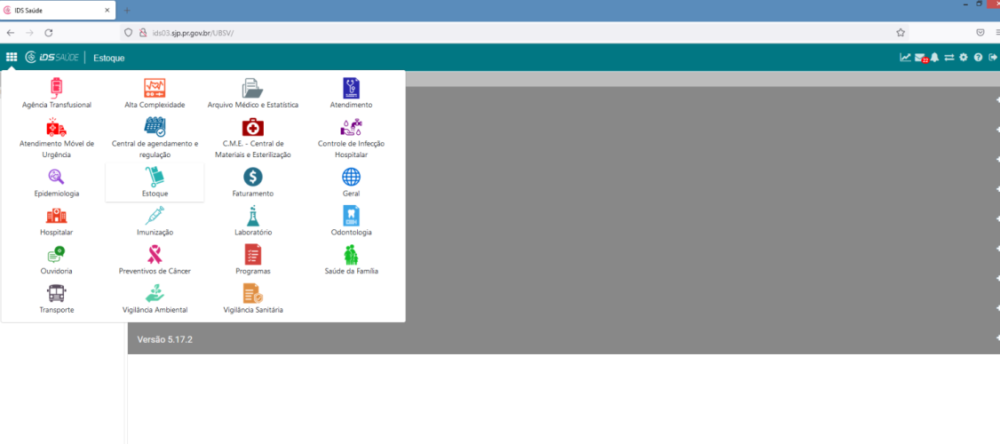 IDS Saúde
ids03.sjp.pr.gov.br/UBSV/
IDS SAÚDE | Estoque
22
Agência Transfusional
Alta Complexidade
Arquivo Médico e Estatística
Atendimento
Atendimento Móvel de
Urgência
Central de agendamento e
regulação
C.M.E. - Central de
Materiais e Esterilização
Controle de Infecção
Hospitalar
Epidemiologia
Estoque
Faturamento
Geral
Hospitalar
Imunização
Laboratório
Odontologia
Ouvidoria
Preventivos de Câncer
Programas
Saúde da Família
Transporte
Vigilância Ambiental
Vigilância Sanitária
Versão 5.17.2